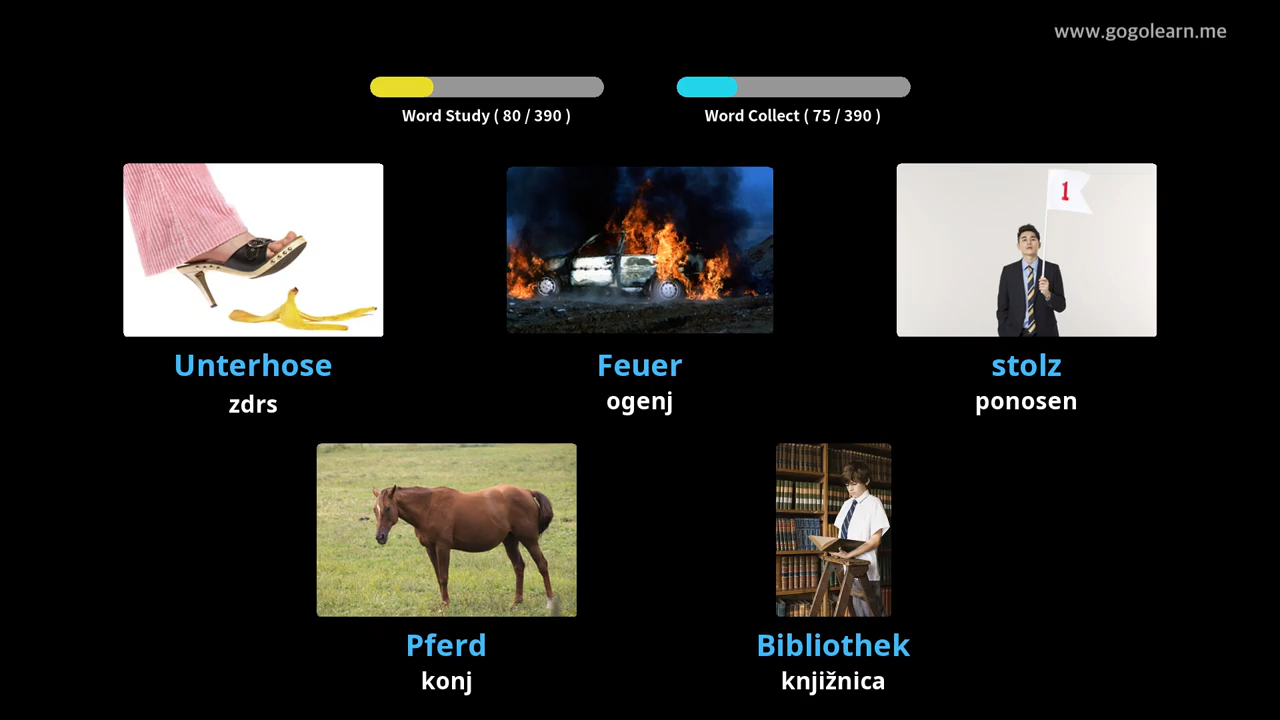 www.gogolearn.me
Word Study ( 80 / 390 )
Word Collect ( 75 / 390 )
1
Unterhose
zdrs
Feuer
ogenj
stolz
ponosen
Pferd
konj
Bibliothek
knjižnica